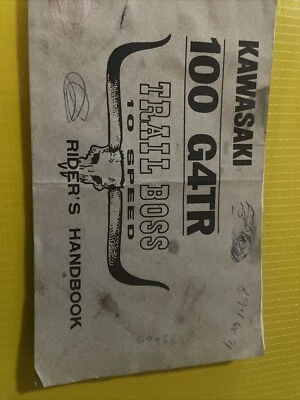 KAWASAKI
100 G4TR
TRAIL BOSS
10 SPEED
RIDER'S HANDBOOK